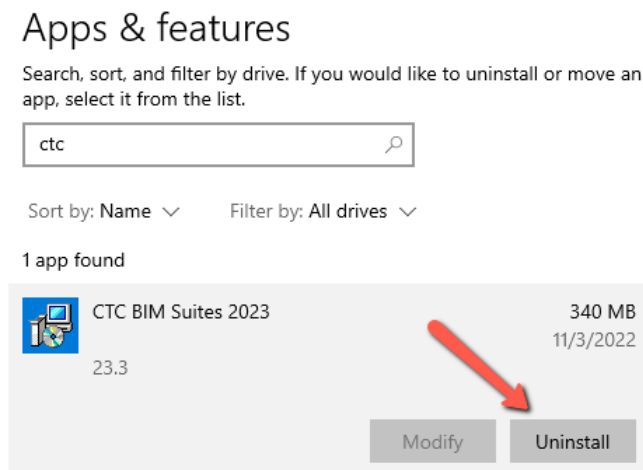 Apps & features
Search, sort, and filter by drive. If you would like to uninstall or move an
app, select it from the list.
ctc
Sort by: Name Filter by: All drives
1 app found
CTC BIM Suites 2023 340 MB
11/3/2022
23.3
Modify Uninstall